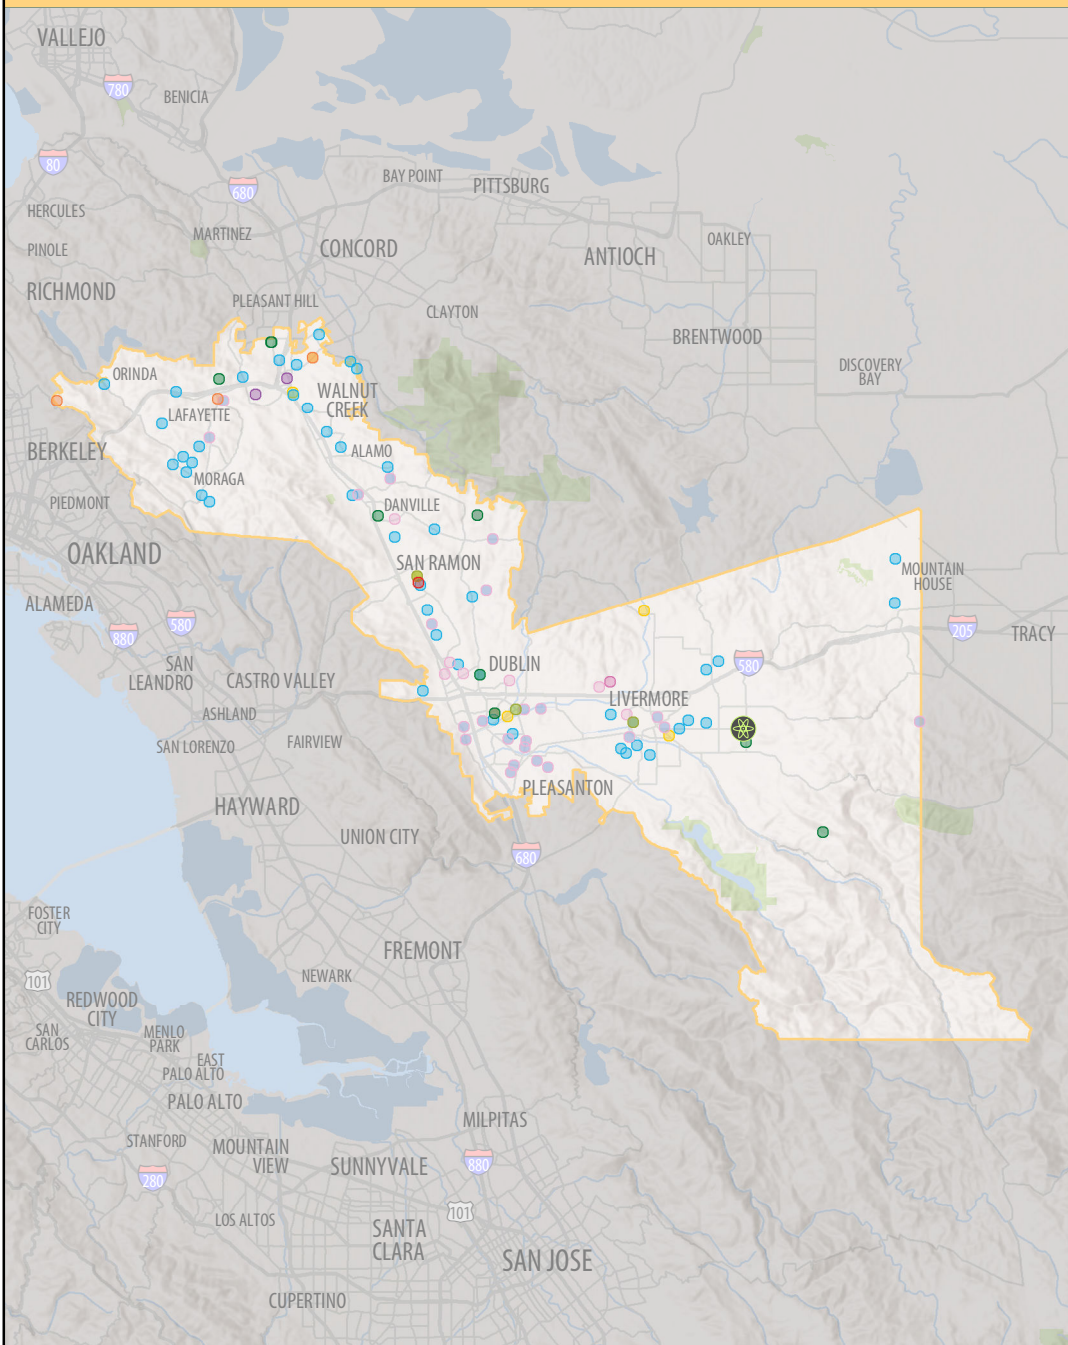 VALLEJO
780
BENICIA
80
680
BAY POINT
PITTSBURG
HERCULES
MARTINEZ
CONCORD
OAKLEY
PINOLE
ANTIOCH
RICHMOND
PLEASANT HILL
CLAYTON
BRENTWOOD
DISCOVERY
BAY
ORINDA
WALNUT
CREEK
LAFAYETTE
BERKELEY
ALAMO
MORAGA
PIEDMONT
DANVILLE
OAKLAND
SAN RAMON
MOUNTAIN
HOUSE
ALAMEDA
580
880
205
TRACY
SAN
LEANDRO
DUBLIN
580
CASTRO VALLEY
LIVERMORE
ASHLAND
SAN LORENZO
FAIRVIEW
PLEASANTON
HAYWARD
UNION CITY
680
FOSTER
CITY
FREMONT
101
NEWARK
REDWOOD
CITY
SAN
CARLOS
MENLO
PARK
EAST
PALO ALTO
PALO ALTO
MILPITAS
STANFORD
MOUNTAIN
VIEW
SUNNYVALE
880
280
LOS ALTOS
101
SANTA
CLARA
SAN JOSE
CUPERTINO